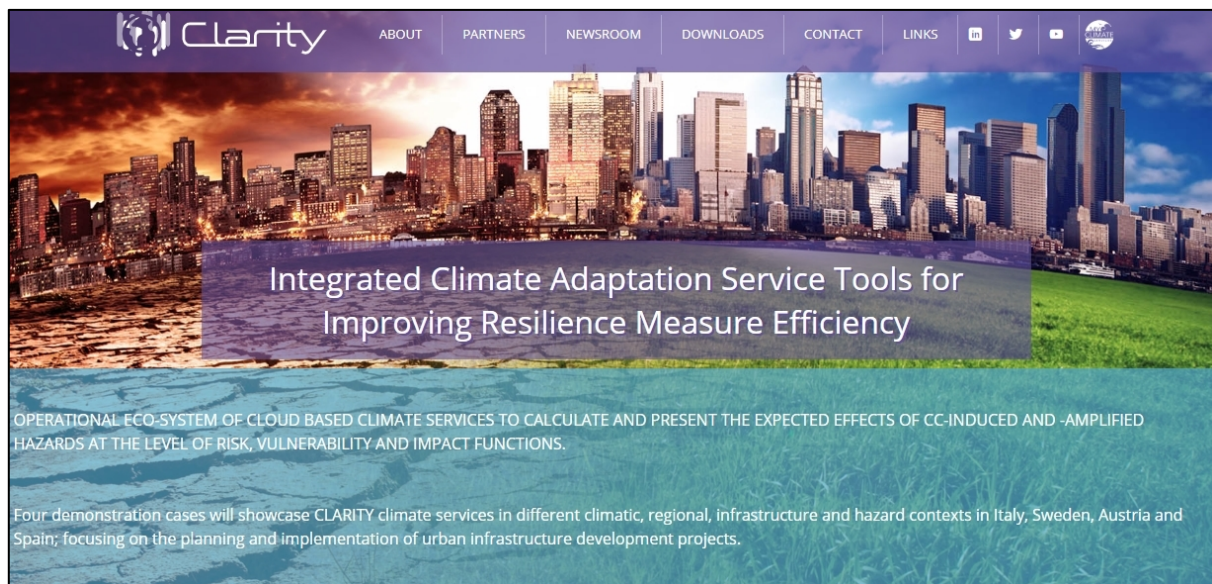 Clarity
ABOUT PARTNERS NEWSROOM DOWNLOADS CONTACT LINKS in CLIMATE
Integrated Climate Adaptation Service Tools for
Improving Resilience Measure Efficiency
OPERATIONAL ECO-SYSTEM OF CLOUD BASED CLIMATE SERVICES TO CALCULATE AND PRESENT THE EXPECTED EFFECTS OF CC-INDUCED AND -AMPLIFIED
HAZARDS AT THE LEVEL OF RISK, VULNERABILITY AND IMPACT FUNCTIONS.
Four demonstration cases will showcase CLARITY climate services in different climatic, regional, infrastructure and hazard contexts in Italy, Sweden, Austria and
Spain; focusing on the planning and implementation of urban infrastructure development projects.